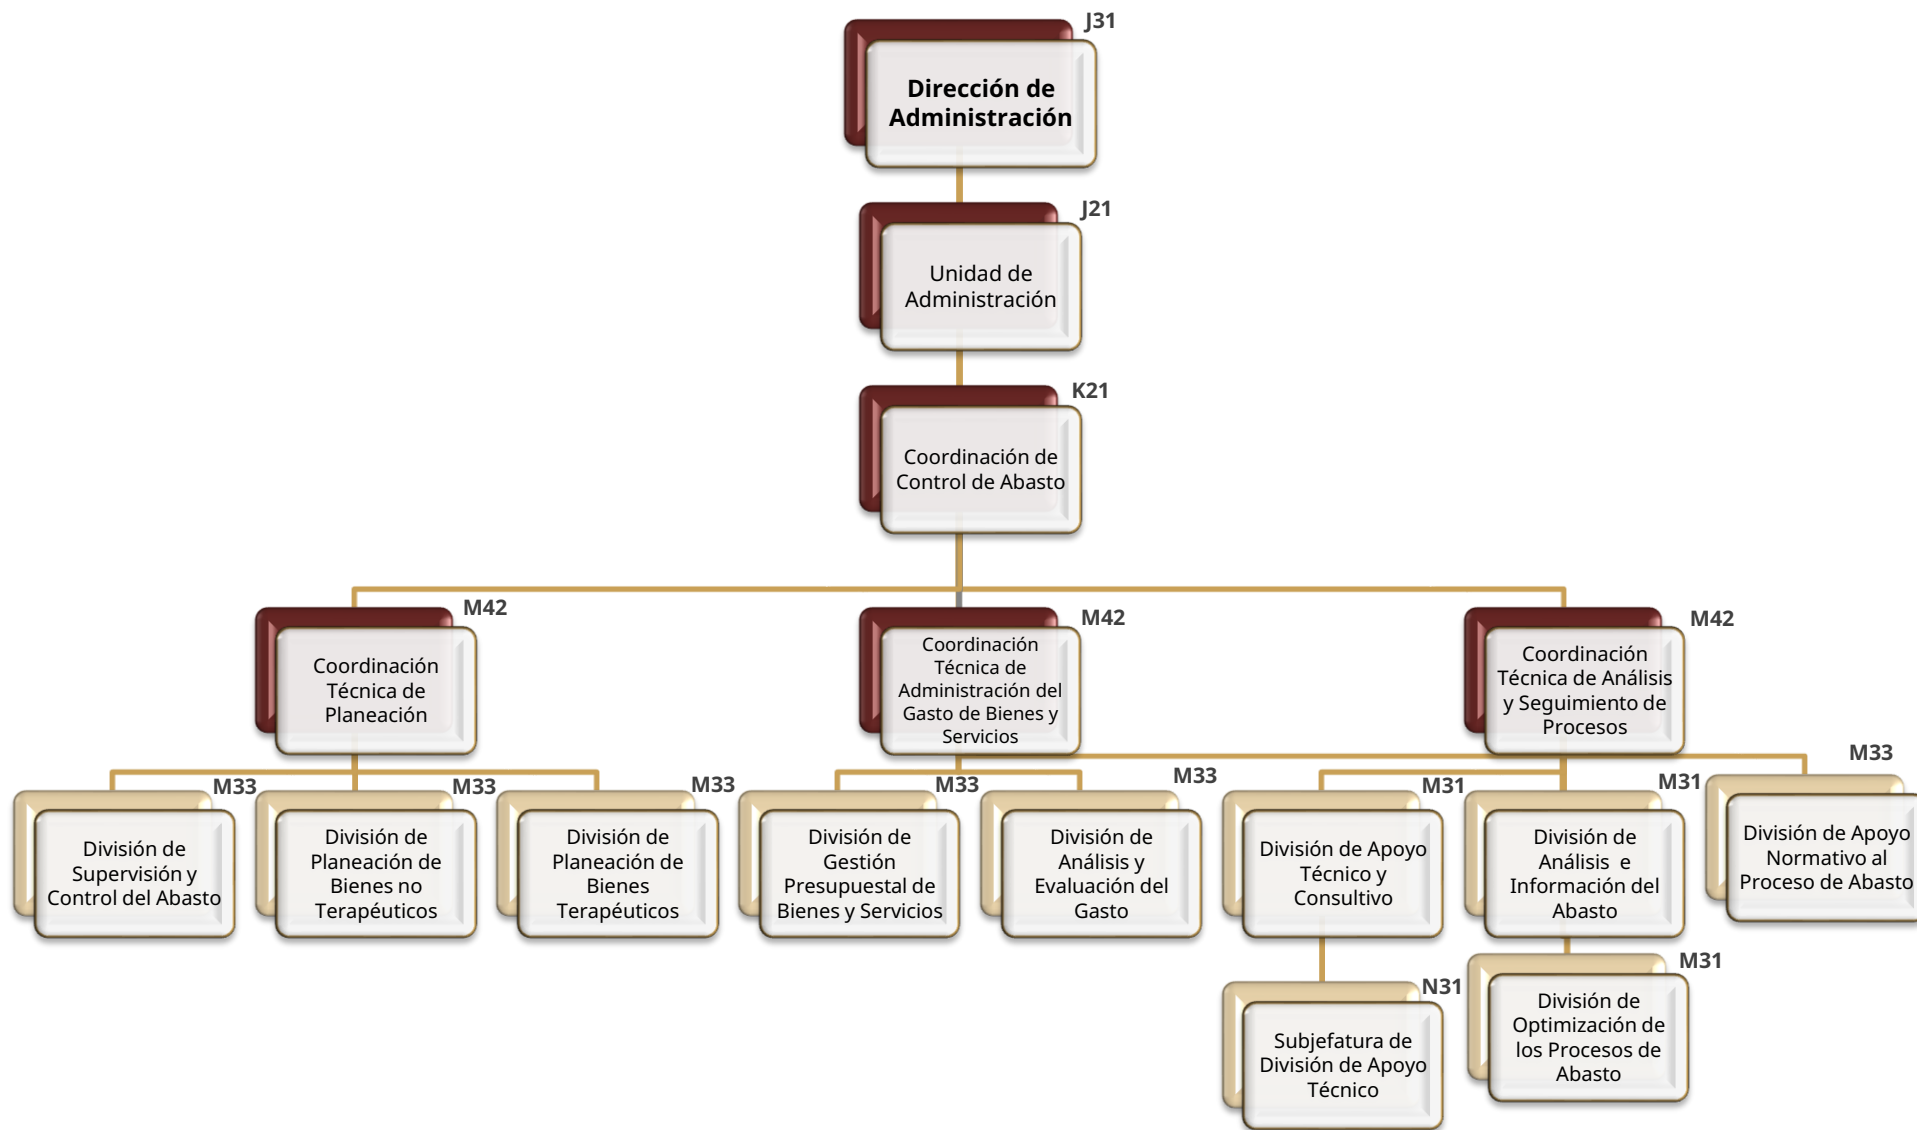 J31
Dirección de
Administración
J21
Unidad de
Administración
K21
Coordinación de
Control de Abasto
M42
Coordinación
Técnica de
Planeación
M42
Coordinación
Técnica de
Administración del
Gasto de Bienes y
Servicios
M42
Coordinación
Técnica de Análisis
y Seguimiento de
Procesos
M33
División de
Supervisión y
Control del Abasto
M33
División de
Planeación de
Bienes no
Terapéuticos
M33
División de
Planeación de
Bienes
Terapéuticos
M33
División de
Gestión
Presupuestal de
Bienes y Servicios
M33
División de
Análisis y
Evaluación del
Gasto
M31
División de Apoyo
Técnico y
Consultivo
M31
División de
Análisis e
Información del
Abasto
M33
División de Apoyo
Normativo al
Proceso de Abasto
N31
Subjefatura de
División de Apoyo
Técnico
M31
División de
Optimización de
los Procesos de
Abasto